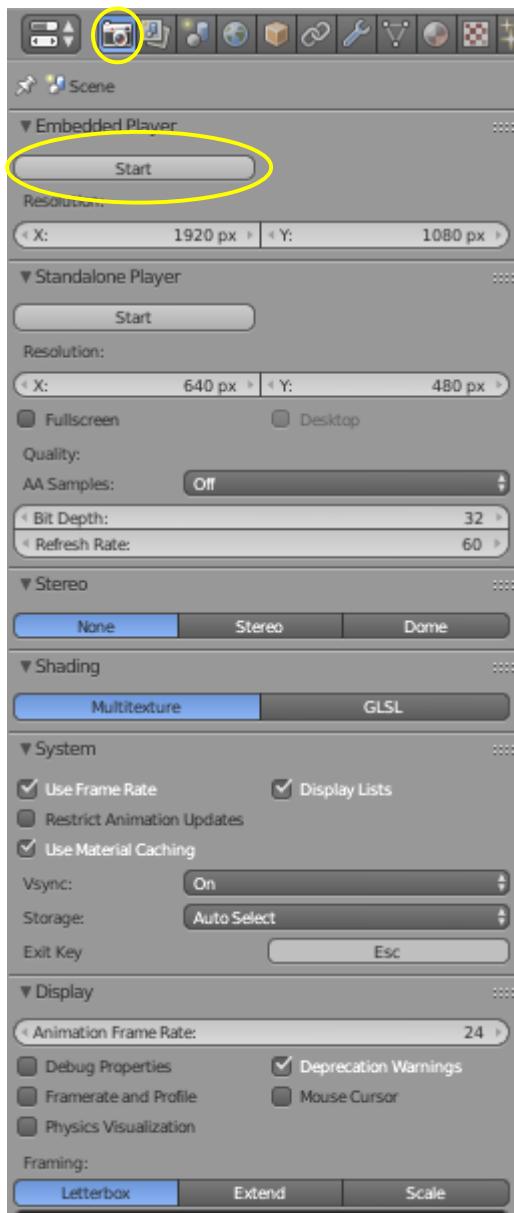 Scene
Embedded Player
Start
Resolution:
X: 1920 px Y: 1080 px
Standalone Player
Start
Resolution:
X: 640 px Y: 480 px
Fullscreen Desktop
Quality:
AA Samples: Off
Bit Depth: 32
Refresh Rate: 60
Stereo
None Stereo Dome
Shading
Multitexture GLSL
System
Use Frame Rate Display Lists
Restrict Animation Updates
Use Material Caching
Vsync: On
Storage: Auto Select
Exit Key Esc
Display
Animation Frame Rate: 24
Debug Properties Deprecation Warnings
Framerate and Profile Mouse Cursor
Physics Visualization
Framing:
Letterbox Extend Scale